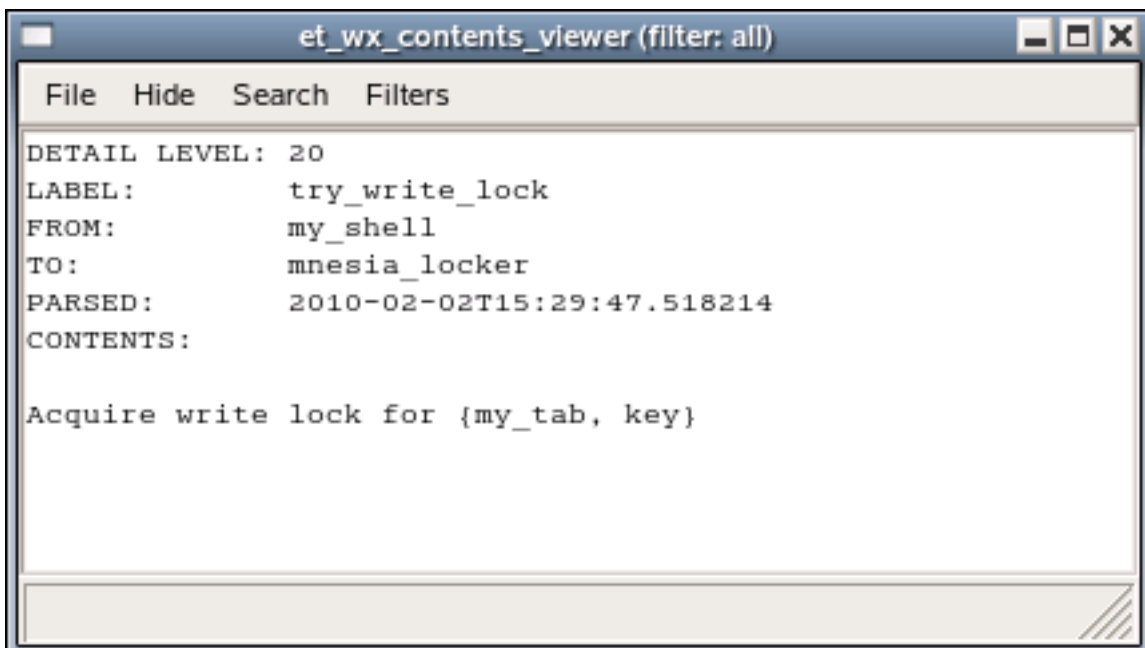 et_wx_contents_viewer (filter: all)
File Hide Search Filters
DETAIL LEVEL: 20
LABEL: try_write_lock
FROM: my_shell
TO: mnesia_locker
PARSED: 2010-02-02T15:29:47.518214
CONTENTS:
Acquire write lock for {my_tab, key}